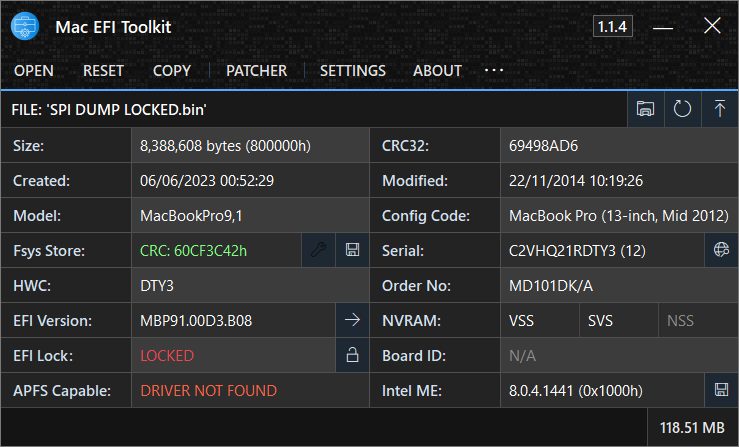 Mac EFI Toolkit
1.1.4
OPEN RESET COPY PATCHER SETTINGS ABOUT ...
FILE: 'SPI DUMP LOCKED.bin'
Size: 8,388,608 bytes (800000h) CRC32: 69498AD6
Created: 06/06/2023 00:52:29 Modified: 22/11/2014 10:19:26
Model: MacBookPro9,1 Config Code: MacBook Pro (13-inch, Mid 2012)
Fsys Store: CRC: 60CF3C42h Serial: C2VHQ21RDTY3 (12)
HWC: DTY3 Order No: MD101DK/A
EFI Version: MBP91.00D3.B08 NVRAM: VSS SVS NSS
EFI Lock: LOCKED Board ID: N/A
APFS Capable: DRIVER NOT FOUND Intel ME: 8.0.4.1441 (0x1000h)
118.51 MB